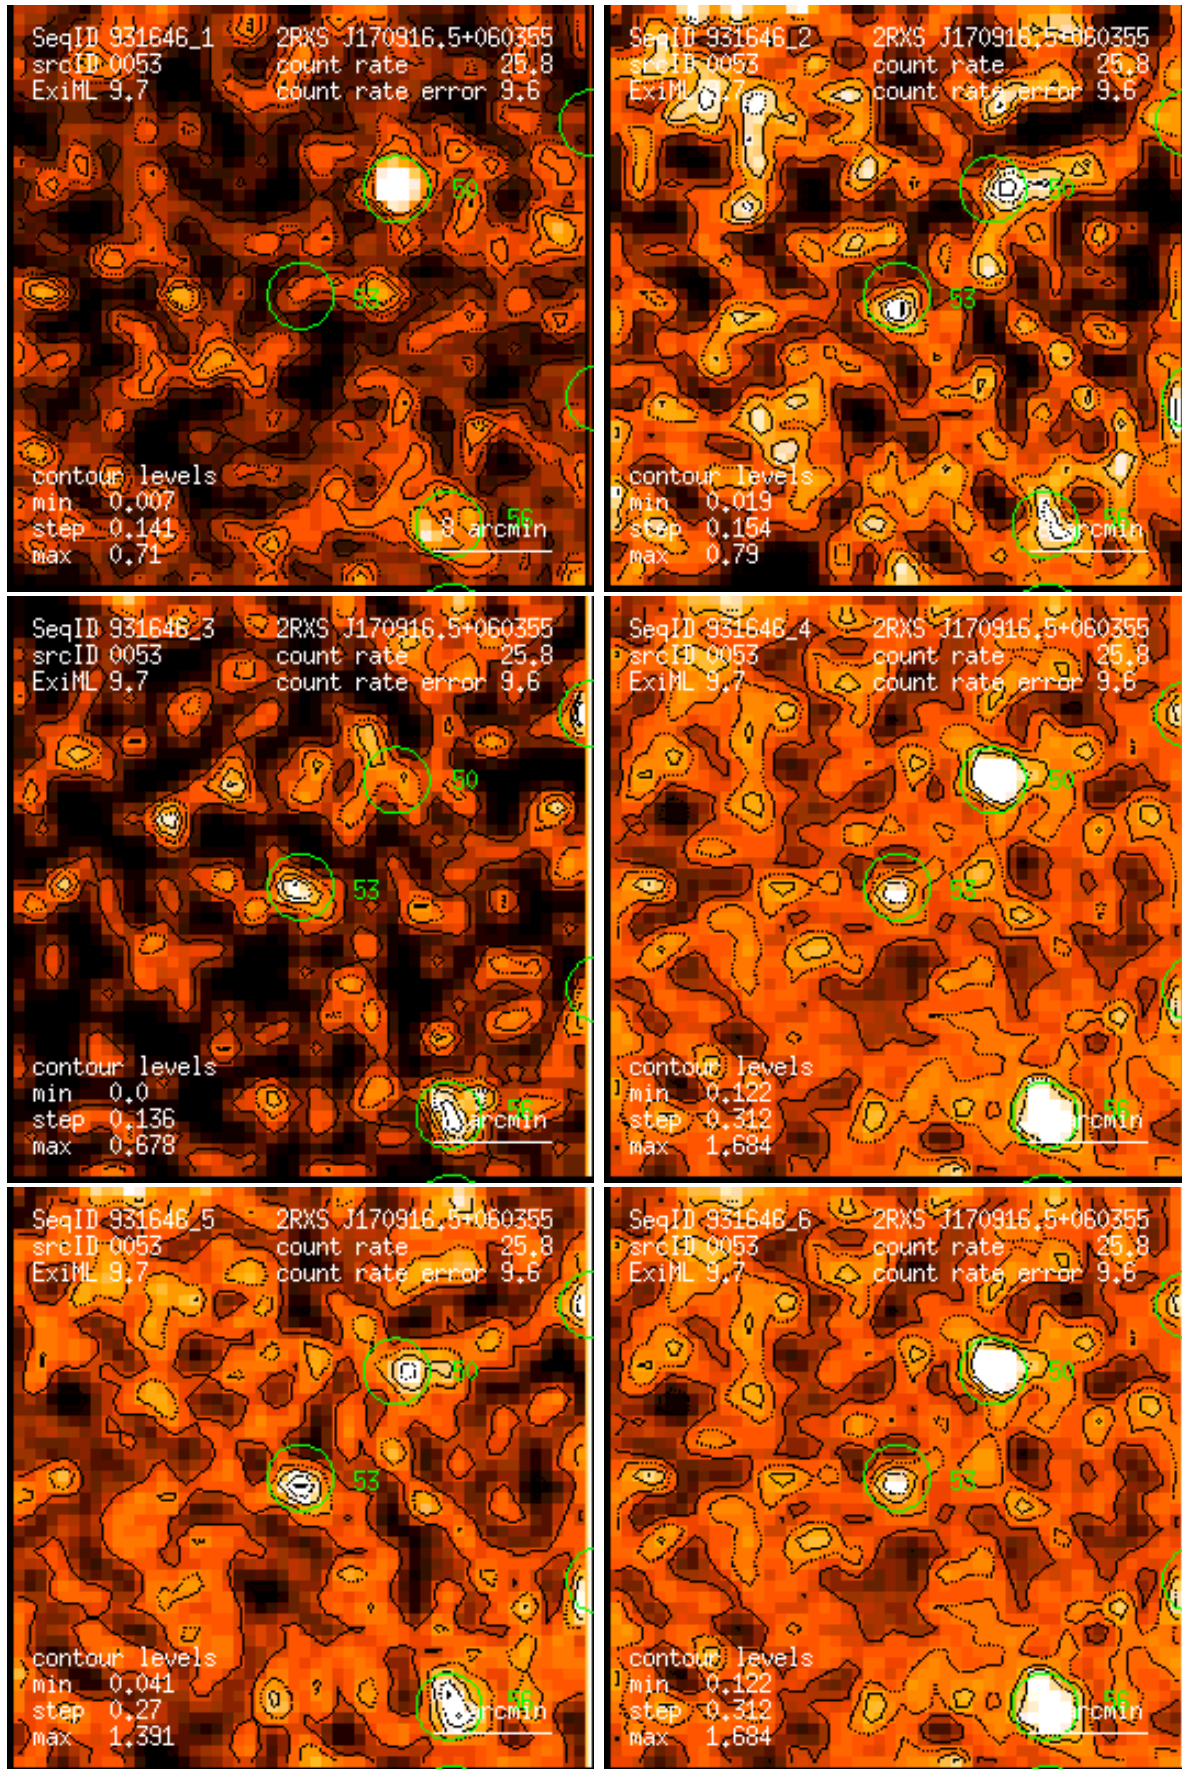 SeqID 931646_1 2RXS J170916.5+060355
srcID 0053 count rate 25.8
ExiML 9.7 count rate error 9.6
50
53
contour levels
min 0.007
step 0.141 56
8 arcmin
max 0.71
SeqID 931646_2 2RXS J170916.5+060355
srcID 0053 count rate 25.8
ExiML 9.7 count rate error 9.6
50
53
contour levels
min 0.019
step 0.154 56
arcmin
max 0.79
SeqID 931646_3 2RXS J170916.5+060355
srcID 0053 count rate 25.8
ExiML 9.7 count rate error 9.6
50
53
contour levels
min 0.0
step 0.136 56
arcmin
max 0.678
SeqID 931646_4 2RXS J170916.5+060355
srcID 0053 count rate 25.8
ExiML 9.7 count rate error 9.6
50
53
contour levels
min 0.122
step 0.312 56
arcmin
max 1.684
SeqID 931646_5 2RXS J170916.5+060355
srcID 0053 count rate 25.8
ExiML 9.7 count rate error 9.6
50
53
contour levels
min 0.041
step 0.27 56
arcmin
max 1.391
SeqID 931646_6 2RXS J170916.5+060355
srcID 0053 count rate 25.8
ExiML 9.7 count rate error 9.6
50
53
contour levels
min 0.122
step 0.312 56
arcmin
max 1.684